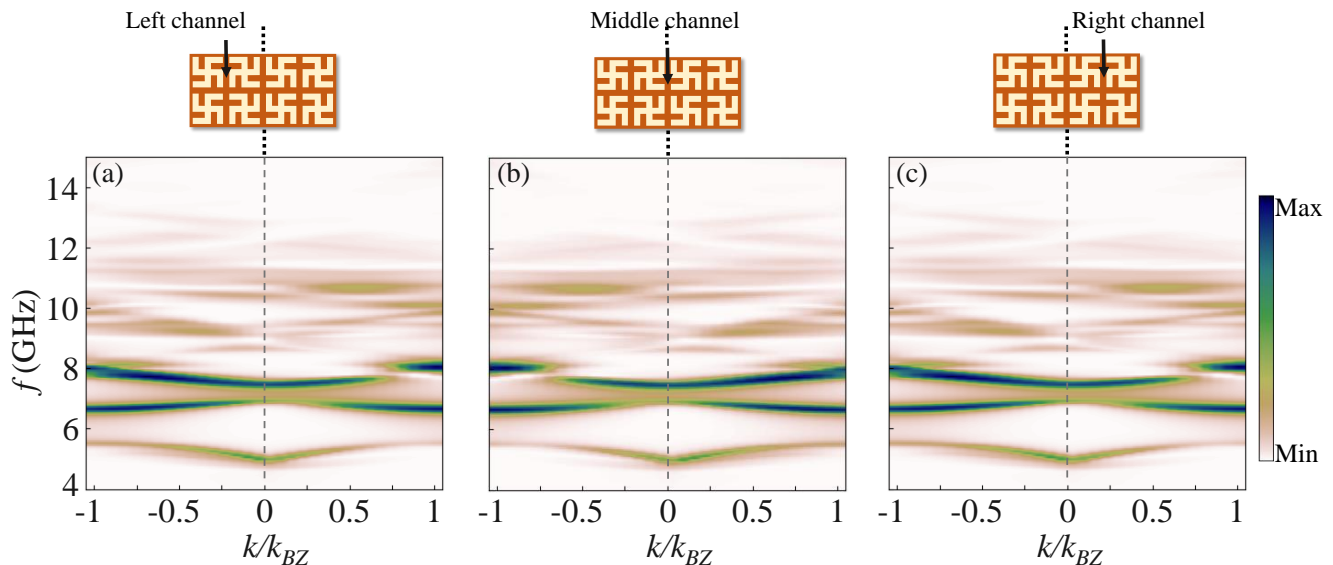 Left channel
Middle channel
Right channel
(a)
(b)
(c)
f (GHz)
14
12
10
8
6
4
-1 -0.5 0 0.5 1
-1 -0.5 0 0.5 1
-1 -0.5 0 0.5 1
k/kBZ
k/kBZ
k/kBZ
Max
Min